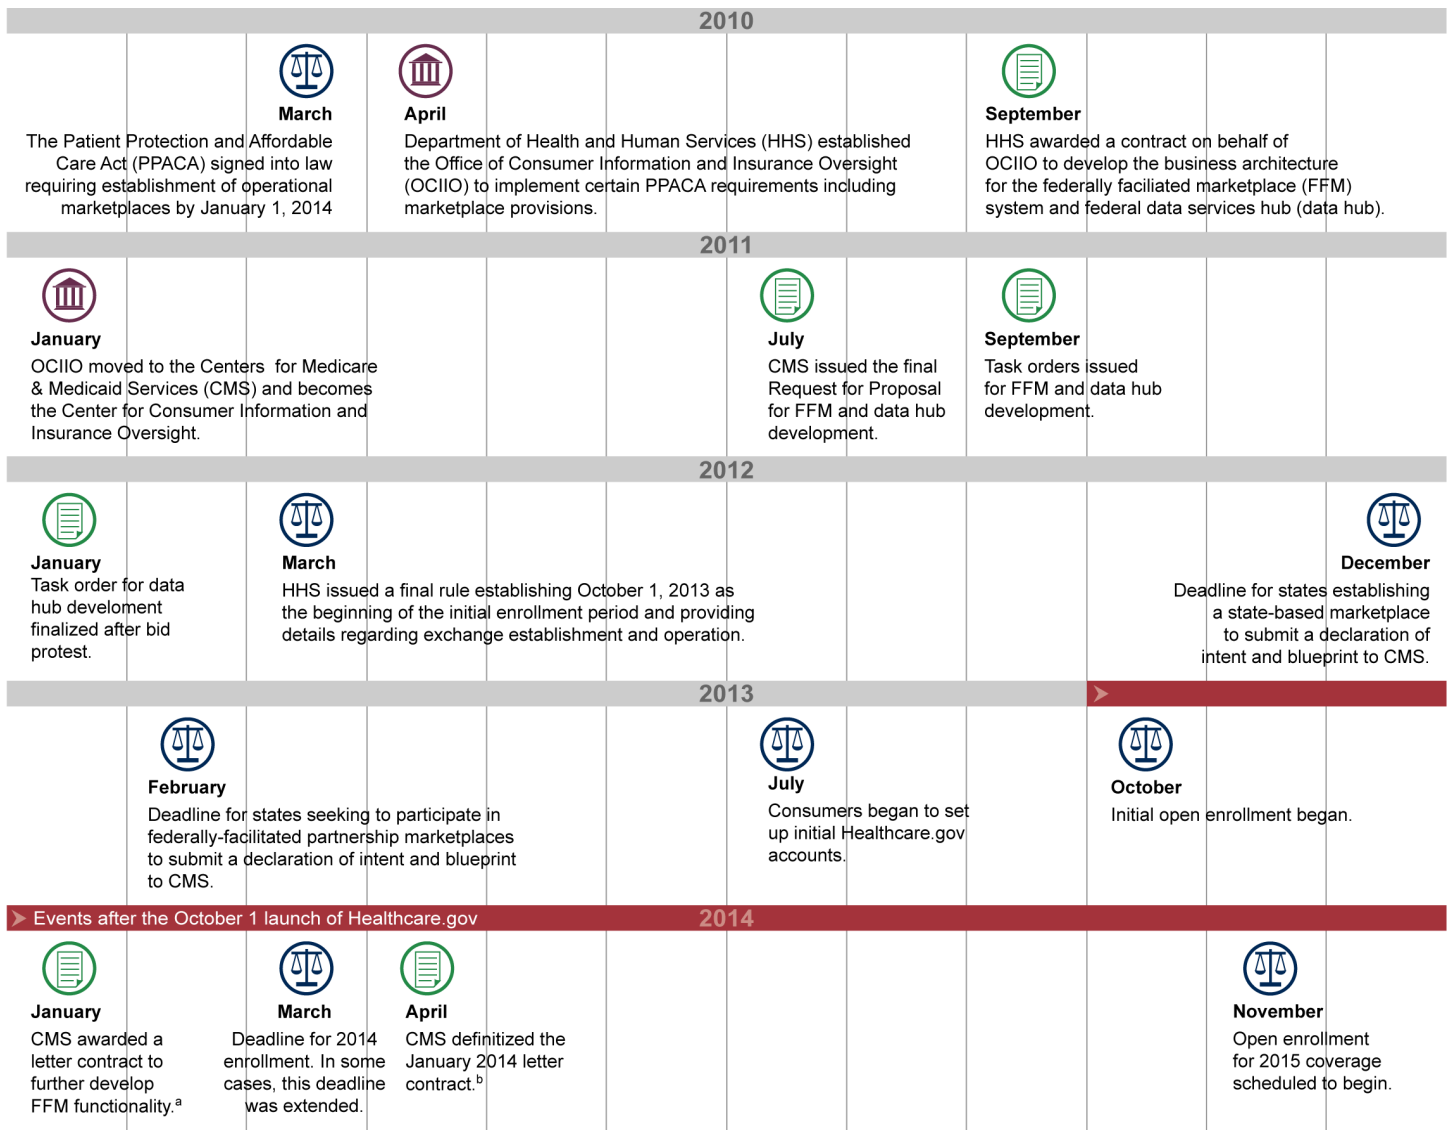 2010
March
The Patient Protection and Affordable
Care Act (PPACA) signed into law
requiring establishment of operational
marketplaces by January 1, 2014
April
Department of Health and Human Services (HHS) established
the Office of Consumer Information and Insurance Oversight
(OCIIO) to implement certain PPACA requirements including
marketplace provisions.
September
HHS awarded a contract on behalf of
OCIIO to develop the business architecture
for the federally faciliated marketplace (FFM)
system and federal data services hub (data hub).
2011
January
OCIIO moved to the Centers for Medicare
& Medicaid Services (CMS) and becomes
the Center for Consumer Information and
Insurance Oversight.
July
CMS issued the final
Request for Proposal
for FFM and data hub
development.
September
Task orders issued
for FFM and data hub
development.
2012
January
Task order for data
hub develoment
finalized after bid
protest.
March
HHS issued a final rule establishing October 1, 2013 as
the beginning of the initial enrollment period and providing
details regarding exchange establishment and operation.
December
Deadline for states establishing
a state-based marketplace
to submit a declaration of
intent and blueprint to CMS.
2013
February
Deadline for states seeking to participate in
federally-facilitated partnership marketplaces
to submit a declaration of intent and blueprint
to CMS.
July
Consumers began to set
up initial Healthcare.gov
accounts.
October
Initial open enrollment began.
Events after the October 1 launch of Healthcare.gov
2014
January
CMS awarded a
letter contract to
further develop
FFM functionality.a
March
Deadline for 2014
enrollment. In some
cases, this deadline
was extended.
April
CMS definitized the
January 2014 letter
contract.b
November
Open enrollment
for 2015 coverage
scheduled to begin.